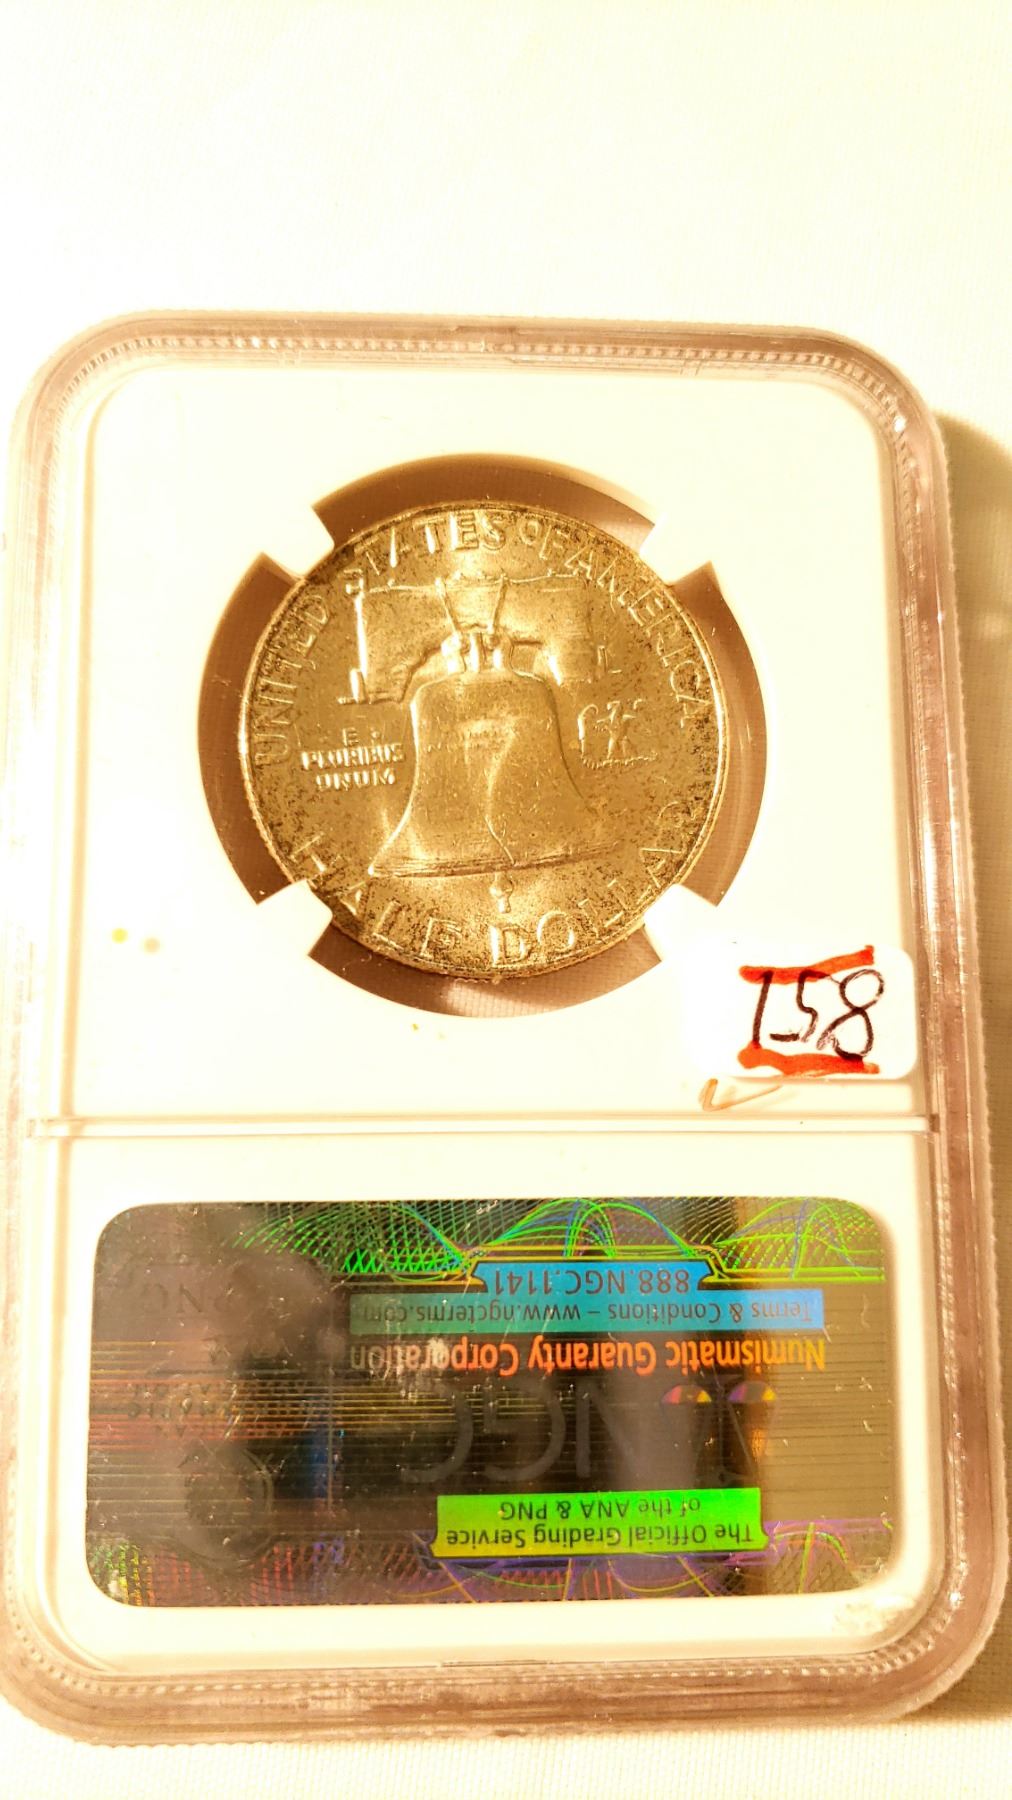 UNITED STATES OF AMERICA
E
PLURIBUS
UNUM
HALF DOLLAR
158
888.NGC.1141
Terms & Conditions – www.ngcterms.com
Numismatic Guaranty Corporation
NGC
The Official Grading Service
of the ANA & PNG